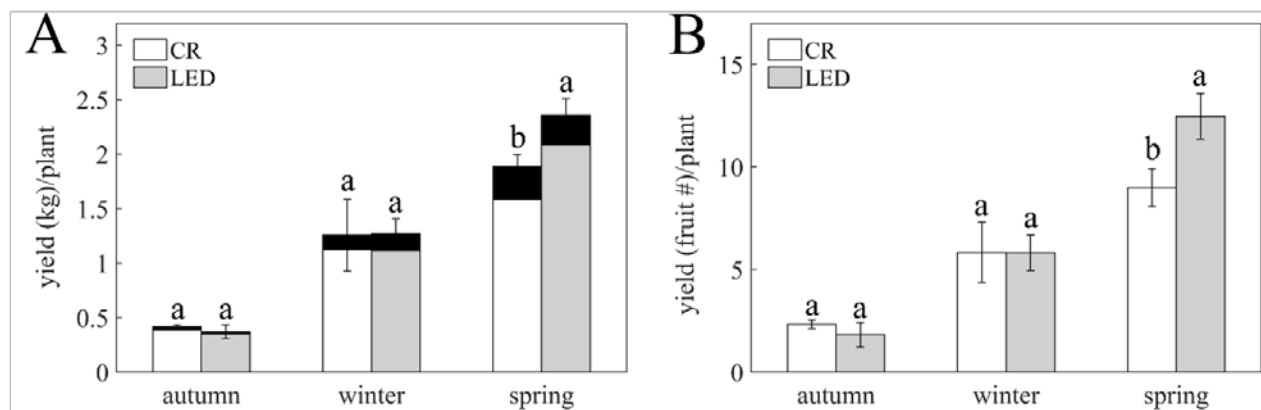 A
CR
LED
3
2.5
2
1.5
1
0.5
0
yield (kg)/plant
a a
a a
b a
autumn winter spring
B
CR
LED
15
10
5
0
yield (fruit #)/plant
a a
a a
b a
autumn winter spring